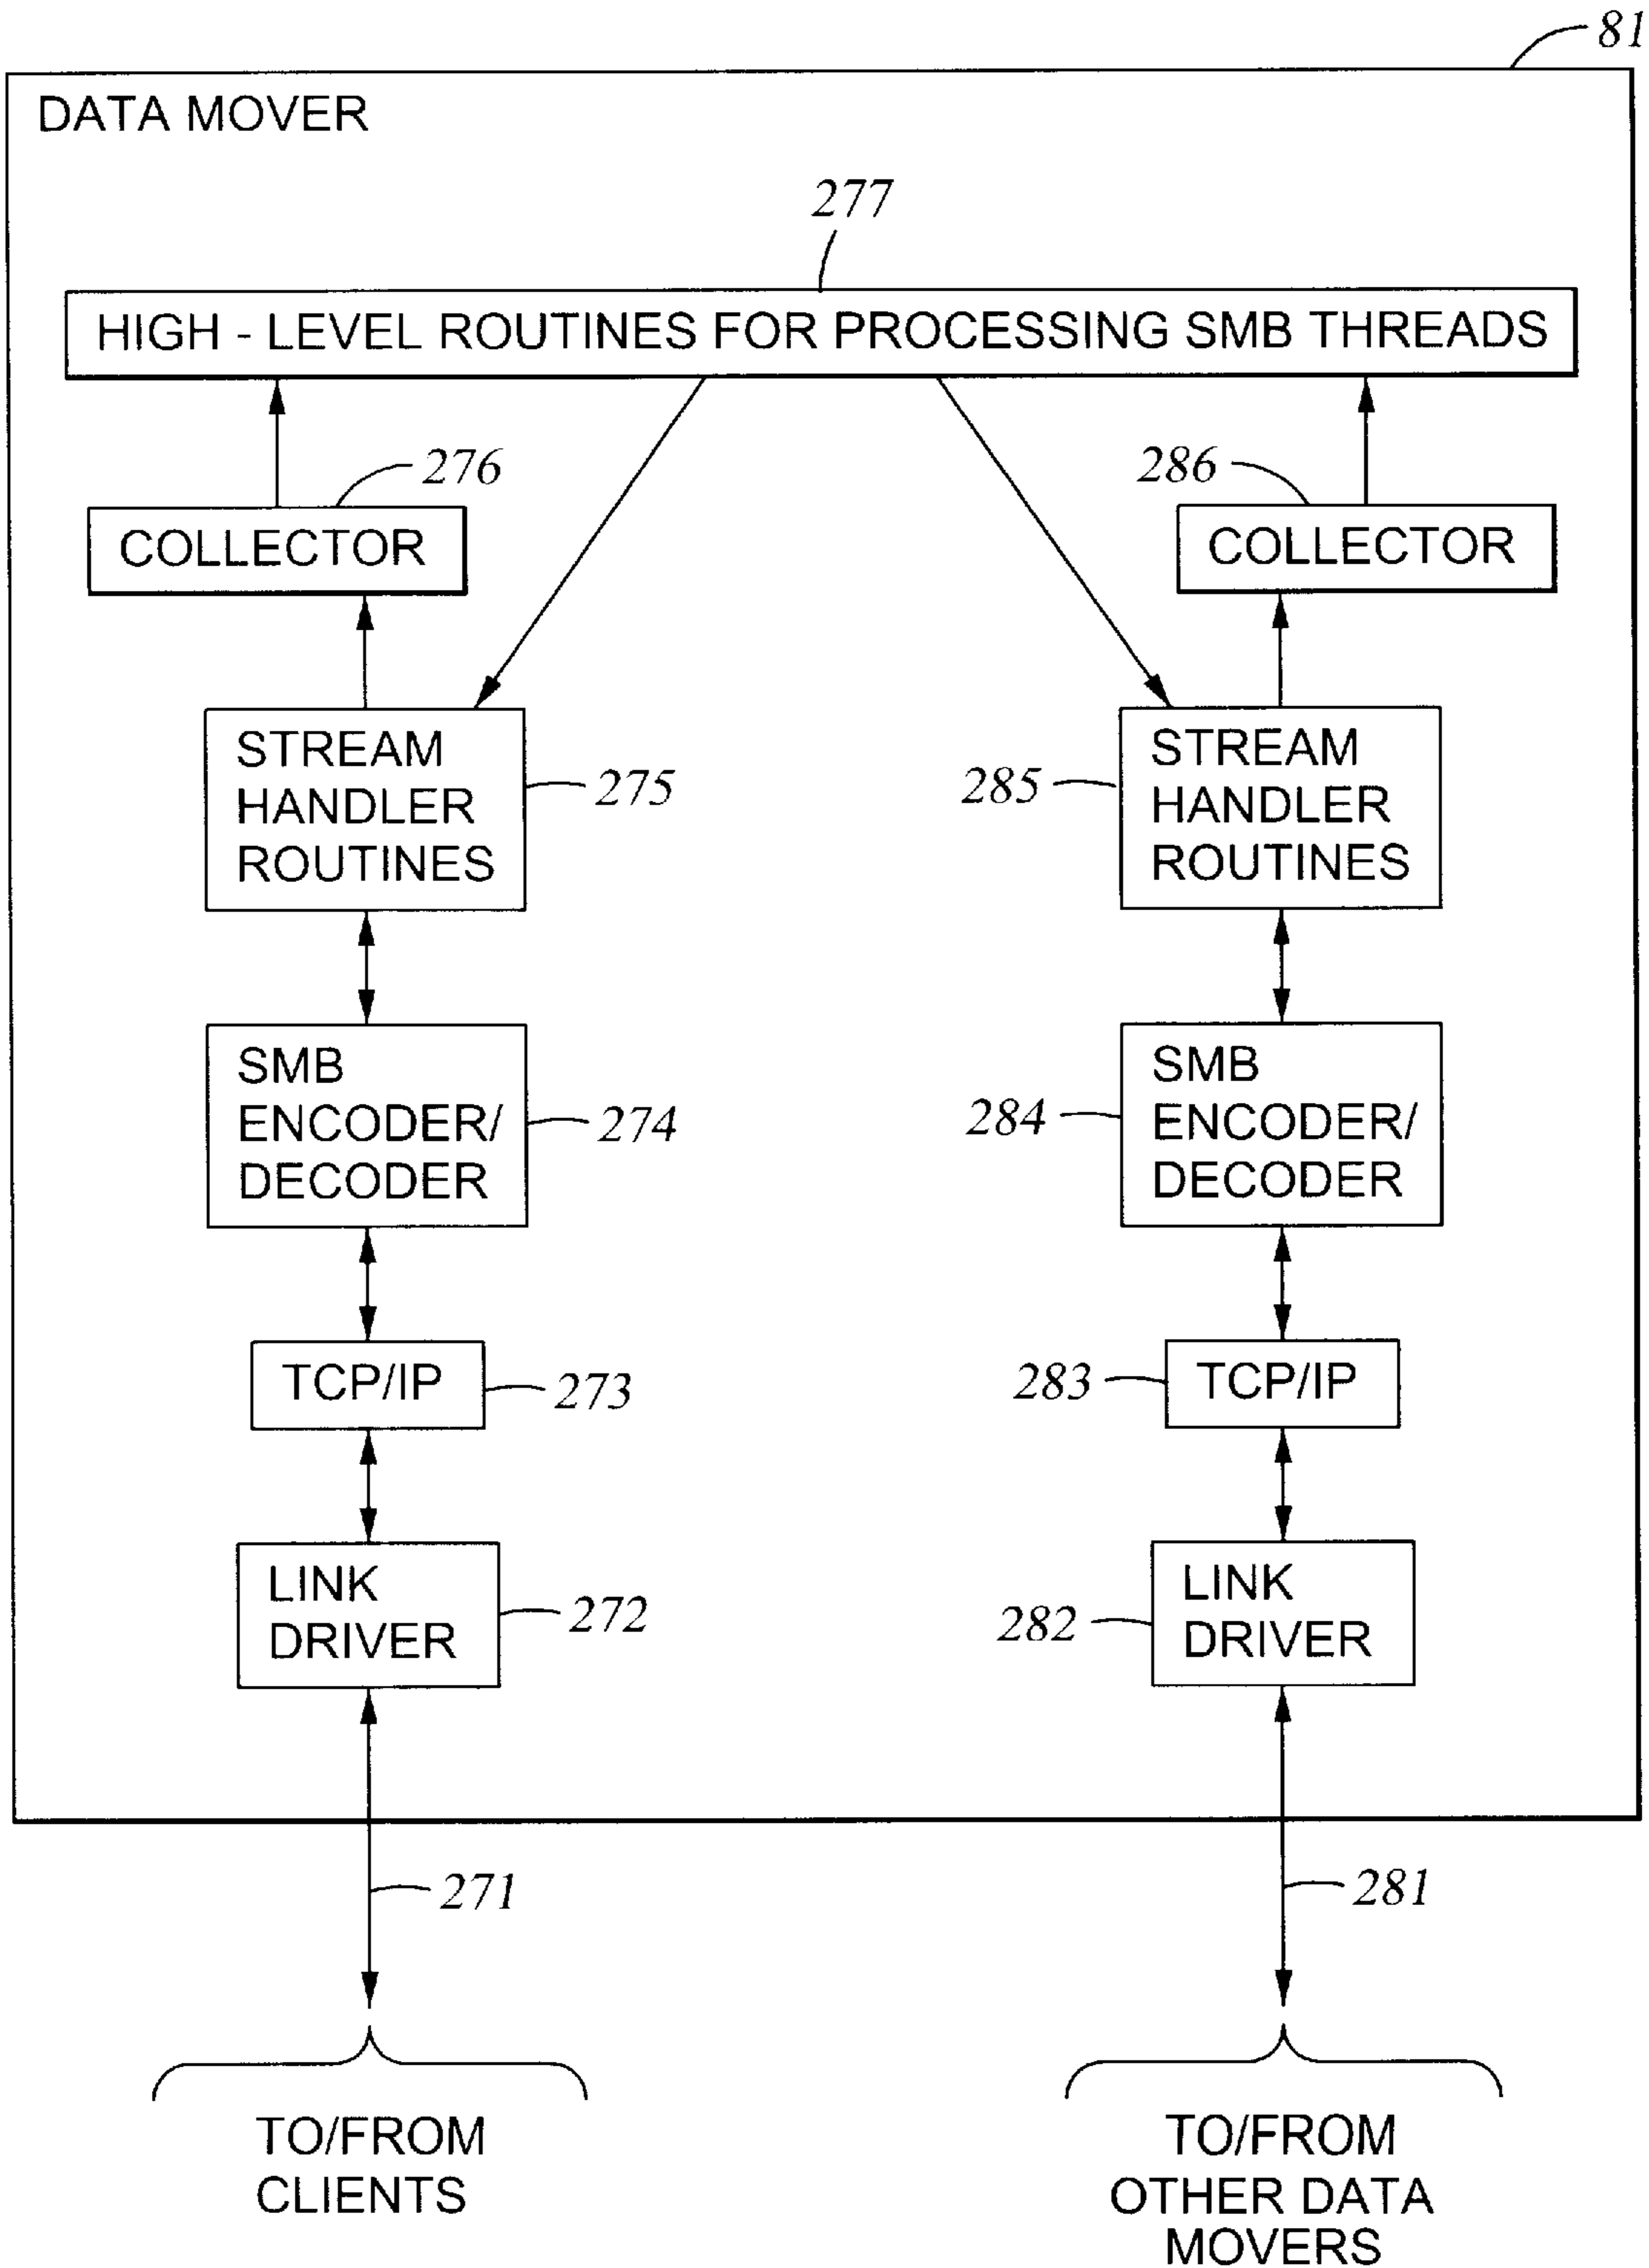 81
DATA MOVER
277
HIGH - LEVEL ROUTINES FOR PROCESSING SMB THREADS
276
286
COLLECTOR
COLLECTOR
STREAM
HANDLER
ROUTINES
275
285
STREAM
HANDLER
ROUTINES
SMB
ENCODER/
DECODER
274
284
SMB
ENCODER/
DECODER
TCP/IP
273
283
TCP/IP
LINK
DRIVER
272
282
LINK
DRIVER
271
281
TO/FROM
CLIENTS
TO/FROM
OTHER DATA
MOVERS